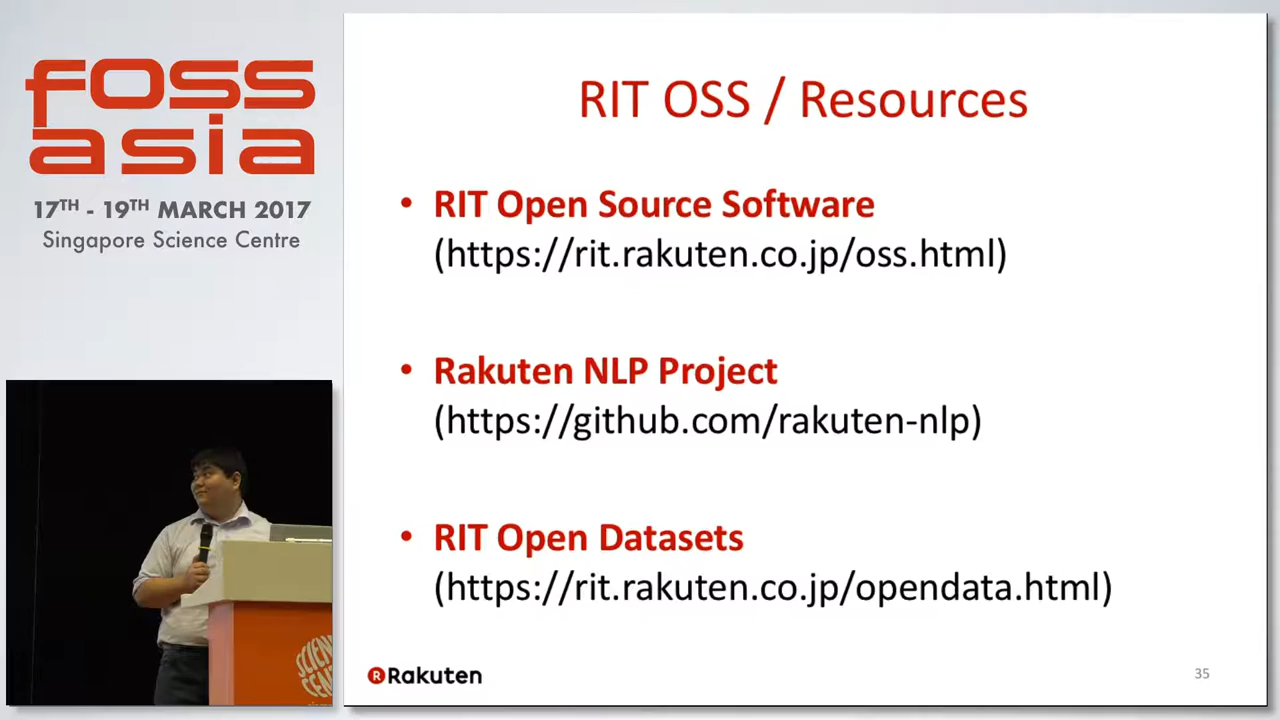 foss
asia
17TH - 19TH MARCH 2017
Singapore Science Centre
RIT OSS / Resources
• RIT Open Source Software
(https://rit.rakuten.co.jp/oss.html)
• Rakuten NLP Project
(https://github.com/rakuten-nlp)
• RIT Open Datasets
(https://rit.rakuten.co.jp/opendata.html)
R Rakuten
35